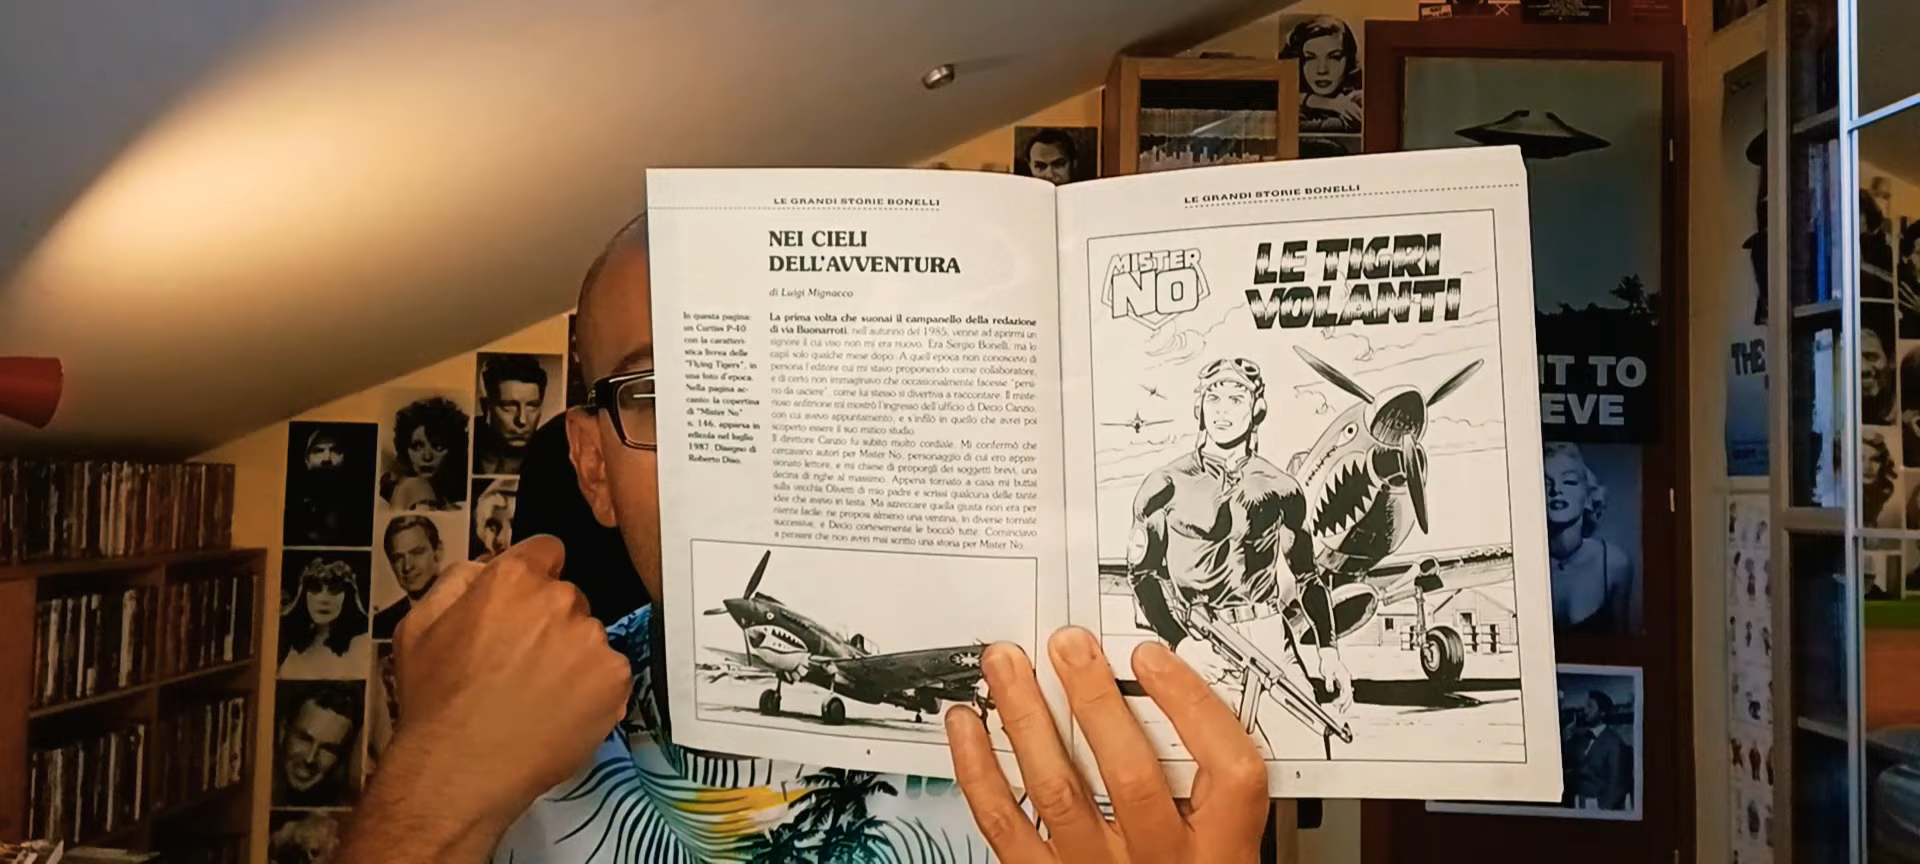 LE GRANDI STORIE BONELLI
NEI CIELI
DELL'AVVENTURA
di Luigi Mignacco
In questa pagina:
un Curtiss P-40
con la caratteri-
stica livrea delle
"Flying Tigers", in
una foto d'epoca.
Nella pagina ac-
canto: la copertina
di "Mister No"
n. 146, apparsa in
edicola nel luglio
1987. Disegno di
Roberto Diso.
La prima volta che suonai il campanello della redazione
di via Buonarroti, nell'autunno del 1985, venne ad aprirmi un
signore il cui viso non mi era nuovo. Era Sergio Bonelli, ma lo
capii solo qualche mese dopo. A quell'epoca non conoscevo di
persona l'editore cui mi stavo proponendo come collaboratore,
e di certo non immaginavo che occasionalmente facesse "persi-
no da usciere", come lui stesso si divertiva a raccontare. Il miste-
rioso anfitrione mi mostrò l'ingresso dell'ufficio di Decio Canzio,
con cui avevo appuntamento, e s'infilò in quello che avrei poi
scoperto essere il suo mitico studio.
Il direttore Canzio fu subito molto cordiale. Mi confermò che
cercavano autori per Mister No, personaggio di cui ero appas-
sionato lettore, e mi chiese di proporgli dei soggetti brevi, una
decina di righe al massimo. Appena tornato a casa mi buttai
sulla vecchia Olivetti di mio padre e scrissi qualcuna delle tante
idee che avevo in testa. Ma azzeccare quella giusta non era per
niente facile: ne proposi almeno una ventina, in diverse tornate
successive, e Decio cortesemente le bocciò tutte. Cominciavo
a pensare che non avrei mai scritto una storia per Mister No
4
LE GRANDI STORIE BONELLI
MISTER
NO
LE TIGRI
VOLANTI
5
NT TO
EVE
THE